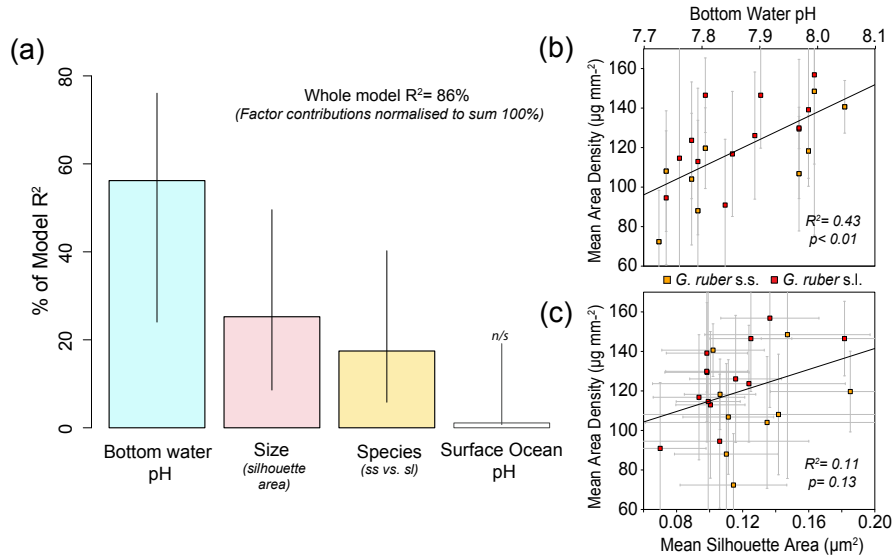 (a)
80
60
40
20
0
% of Model R²
Whole model R²= 86%
(Factor contributions normalised to sum 100%)
n/s
Bottom water
pH
Size
(silhouette
area)
Species
(ss vs. sl)
Surface Ocean
pH
Bottom Water pH
7.7 7.8 7.9 8.0 8.1
(b)
160
140
120
100
80
60
Mean Area Density (µg mm⁻²)
R²= 0.43
p< 0.01
G. ruber s.s. G. ruber s.l.
(c)
160
140
120
100
80
60
Mean Area Density (µg mm⁻²)
R²= 0.11
p= 0.13
0.08 0.12 0.16 0.20
Mean Silhouette Area (µm²)